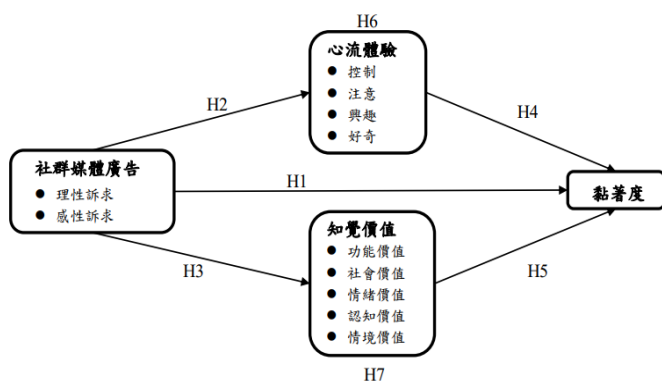 H6
心流體驗
● 控制
● 注意
● 興趣
● 好奇
H2
H4
社群媒體廣告
● 理性訴求
● 感性訴求
H1
黏著度
知覺價值
● 功能價值
● 社會價值
● 情緒價值
● 認知價值
● 情境價值
H3
H5
H7